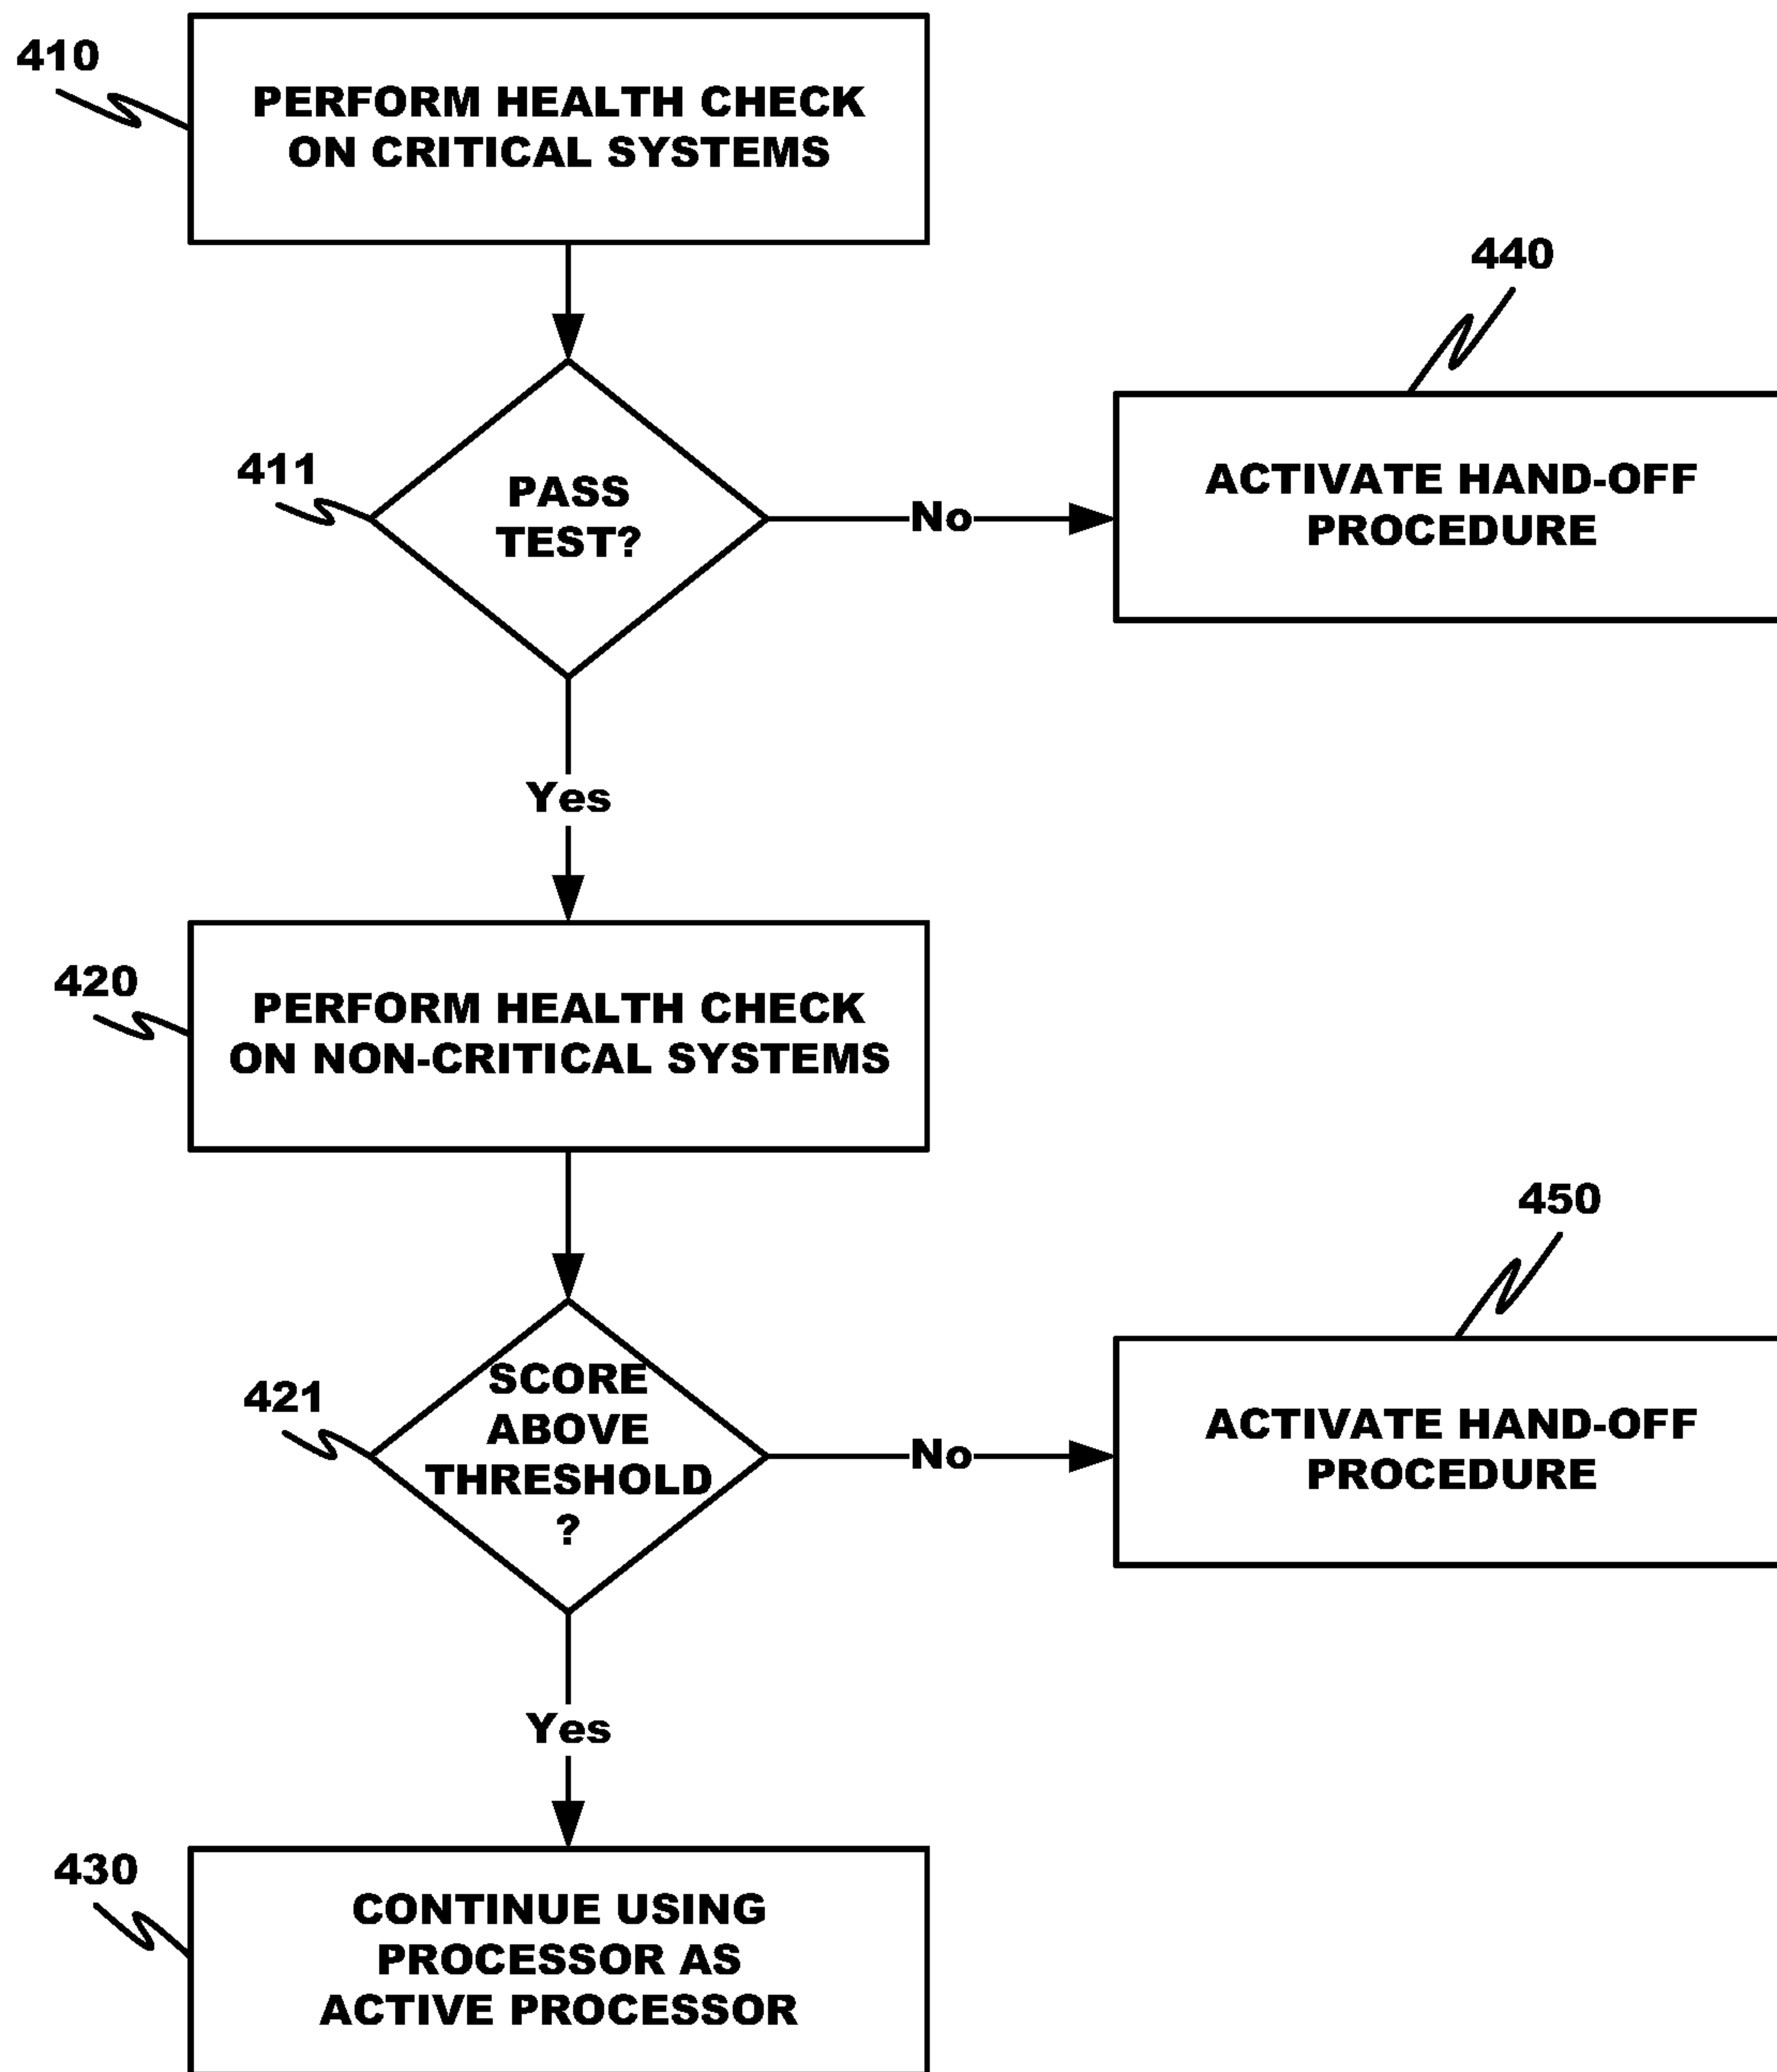 410
PERFORM HEALTH CHECK
ON CRITICAL SYSTEMS
440
411
PASS
TEST?
No
ACTIVATE HAND-OFF
PROCEDURE
Yes
420
PERFORM HEALTH CHECK
ON NON-CRITICAL SYSTEMS
450
421
SCORE
ABOVE
THRESHOLD
?
No
ACTIVATE HAND-OFF
PROCEDURE
Yes
430
CONTINUE USING
PROCESSOR AS
ACTIVE PROCESSOR